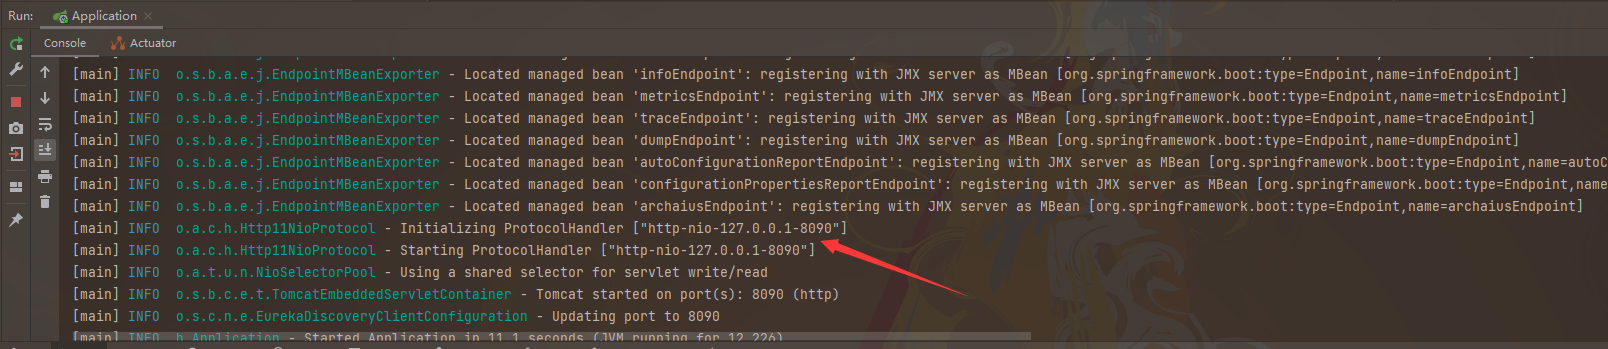 Run: Application
Console Actuator
[main] INFO o.s.b.a.e.j.EndpointMBeanExporter - Located managed bean 'infoEndpoint': registering with JMX server as MBean [org.springframework.boot:type=Endpoint,name=infoEndpoint]
[main] INFO o.s.b.a.e.j.EndpointMBeanExporter - Located managed bean 'metricsEndpoint': registering with JMX server as MBean [org.springframework.boot:type=Endpoint,name=metricsEndpoint]
[main] INFO o.s.b.a.e.j.EndpointMBeanExporter - Located managed bean 'traceEndpoint': registering with JMX server as MBean [org.springframework.boot:type=Endpoint,name=traceEndpoint]
[main] INFO o.s.b.a.e.j.EndpointMBeanExporter - Located managed bean 'dumpEndpoint': registering with JMX server as MBean [org.springframework.boot:type=Endpoint,name=dumpEndpoint]
[main] INFO o.s.b.a.e.j.EndpointMBeanExporter - Located managed bean 'autoConfigurationReportEndpoint': registering with JMX server as MBean [org.springframework.boot:type=Endpoint,name=autoC
[main] INFO o.s.b.a.e.j.EndpointMBeanExporter - Located managed bean 'configurationPropertiesReportEndpoint': registering with JMX server as MBean [org.springframework.boot:type=Endpoint,name
[main] INFO o.s.b.a.e.j.EndpointMBeanExporter - Located managed bean 'archaiusEndpoint': registering with JMX server as MBean [org.springframework.boot:type=Endpoint,name=archaiusEndpoint]
[main] INFO o.a.c.h.Http11NioProtocol - Initializing ProtocolHandler ["http-nio-127.0.0.1-8090"]
[main] INFO o.a.c.h.Http11NioProtocol - Starting ProtocolHandler ["http-nio-127.0.0.1-8090"]
[main] INFO o.a.t.u.n.NioSelectorPool - Using a shared selector for servlet write/read
[main] INFO o.s.b.c.e.t.TomcatEmbeddedServletContainer - Tomcat started on port(s): 8090 (http)
[main] INFO o.s.c.n.e.EurekaDiscoveryClientConfiguration - Updating port to 8090
[main] INFO h.Application - Started Application in 11.1 seconds (JVM running for 12.226)